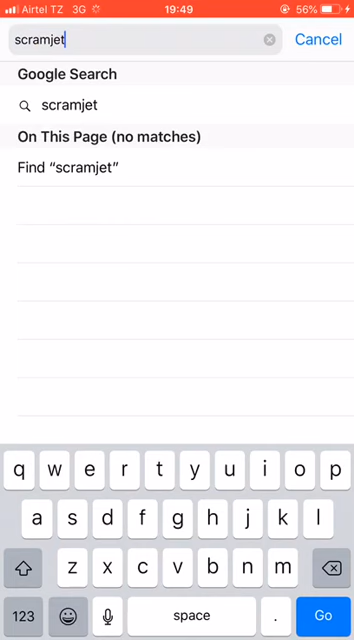 Airtel TZ 3G 19:49 56%
scramjet Cancel
Google Search
scramjet
On This Page (no matches)
Find “scramjet”
q w e r t y u i o p
a s d f g h j k l
z x c v b n m
123 space . Go